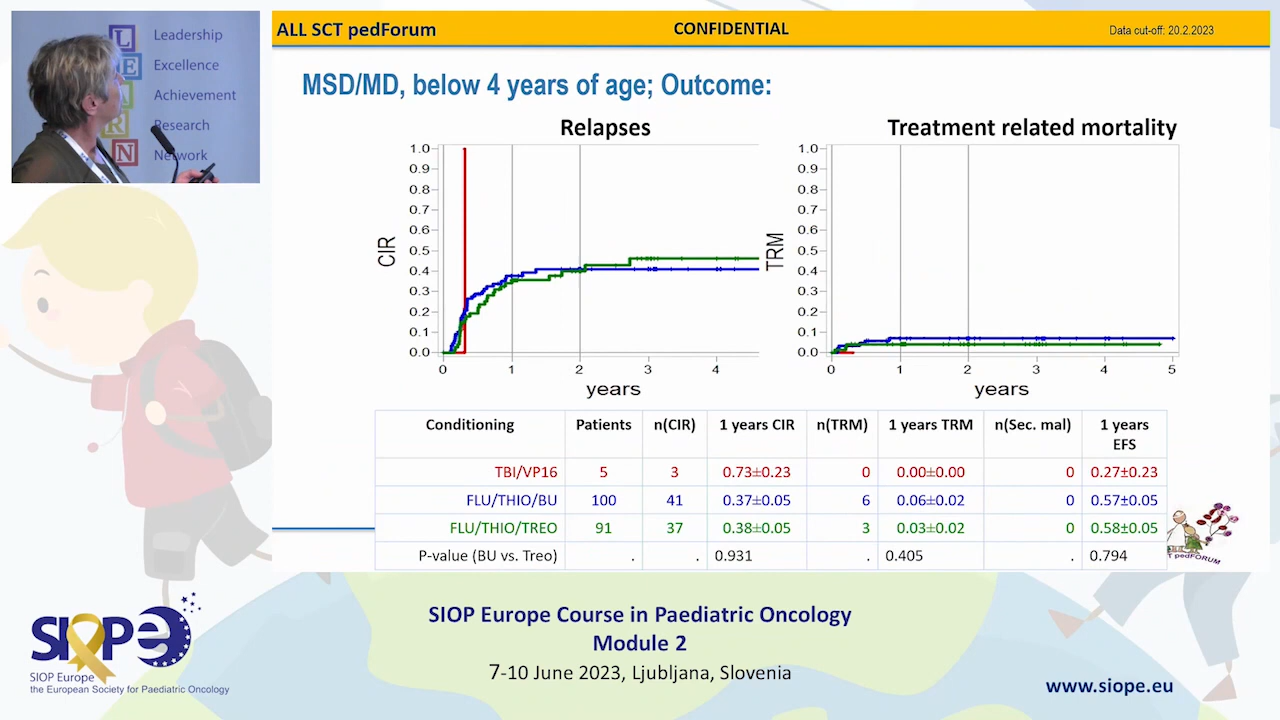 L Leadership
E Excellence
A Achievement
R Research
N Network
ALL SCT pedForum
CONFIDENTIAL
Data cut-off: 20.2.2023
MSD/MD, below 4 years of age; Outcome:
Relapses
CIR
1.0
0.9
0.8
0.7
0.6
0.5
0.4
0.3
0.2
0.1
0.0
0 1 2 3 4
years
Treatment related mortality
TRM
1.0
0.9
0.8
0.7
0.6
0.5
0.4
0.3
0.2
0.1
0.0
0 1 2 3 4 5
years
Conditioning Patients n(CIR) 1 years CIR n(TRM) 1 years TRM n(Sec. mal) 1 years
EFS
TBI/VP16 5 3 0.73±0.23 0 0.00±0.00 0 0.27±0.23
FLU/THIO/BU 100 41 0.37±0.05 6 0.06±0.02 0 0.57±0.05
FLU/THIO/TREO 91 37 0.38±0.05 3 0.03±0.02 0 0.58±0.05
P-value (BU vs. Treo) . . 0.931 . 0.405 . 0.794
T pedFORUM
SIOP Europe Course in Paediatric Oncology
Module 2
7-10 June 2023, Ljubljana, Slovenia
SIOP e
SIOP Europe
the European Society for Paediatric Oncology
www.siope.eu